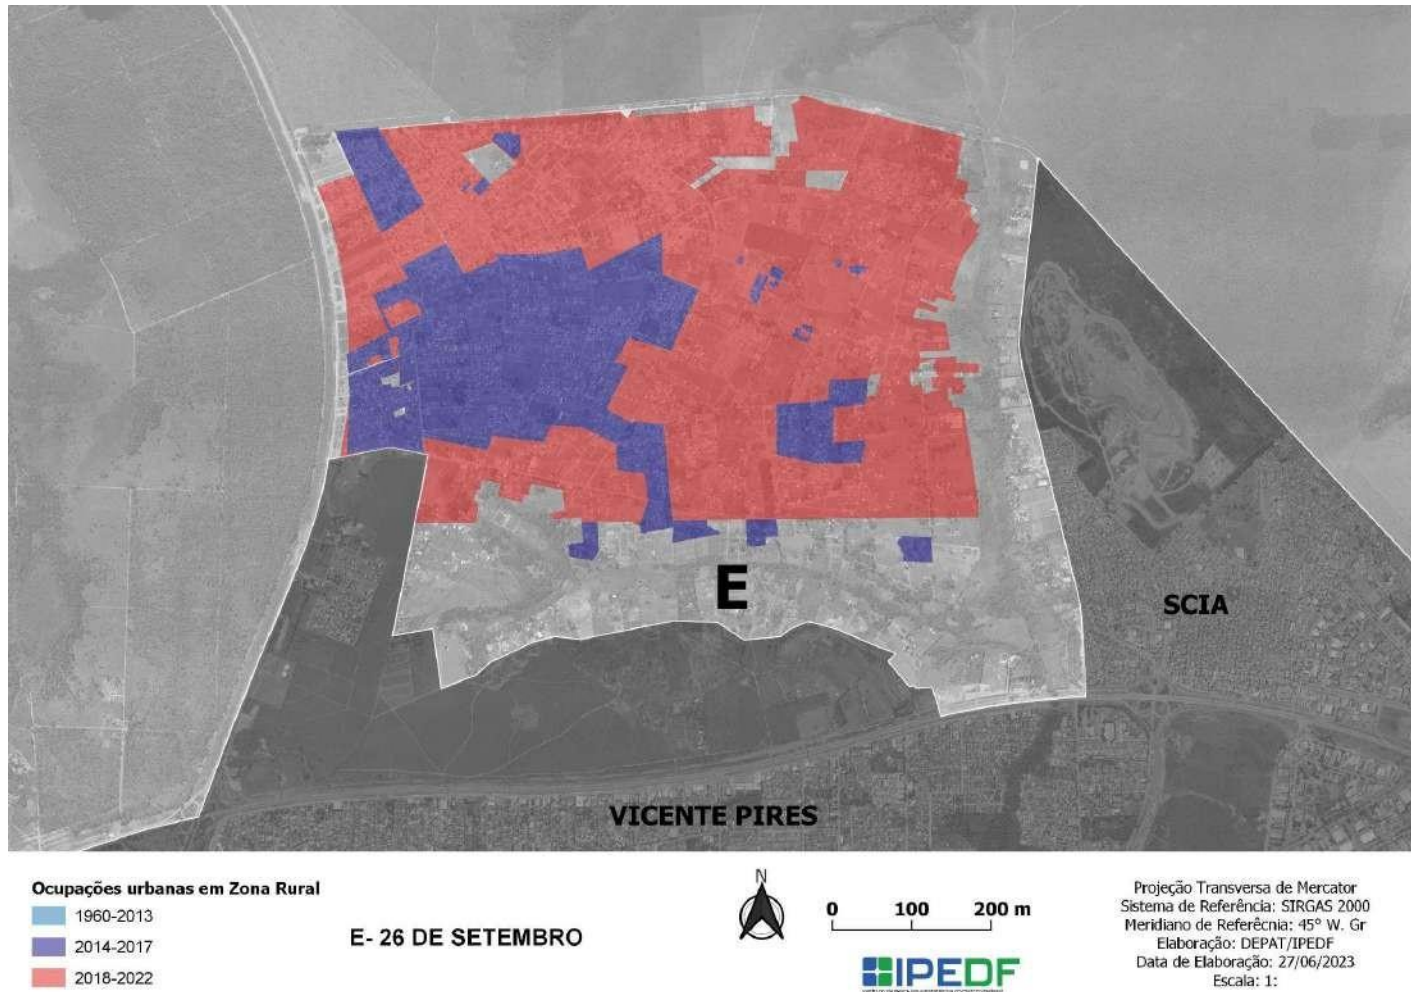 E
SCIA
VICENTE PIRES
Ocupações urbanas em Zona Rural
1960-2013
2014-2017
2018-2022
E- 26 DE SETEMBRO
N
0 100 200 m
IPEDF
Projeção Transversa de Mercator
Sistema de Referência: SIRGAS 2000
Meridiano de Referêcnia: 45° W. Gr
Elaboração: DEPAT/IPEDF
Data de Elaboração: 27/06/2023
Escala: 1: